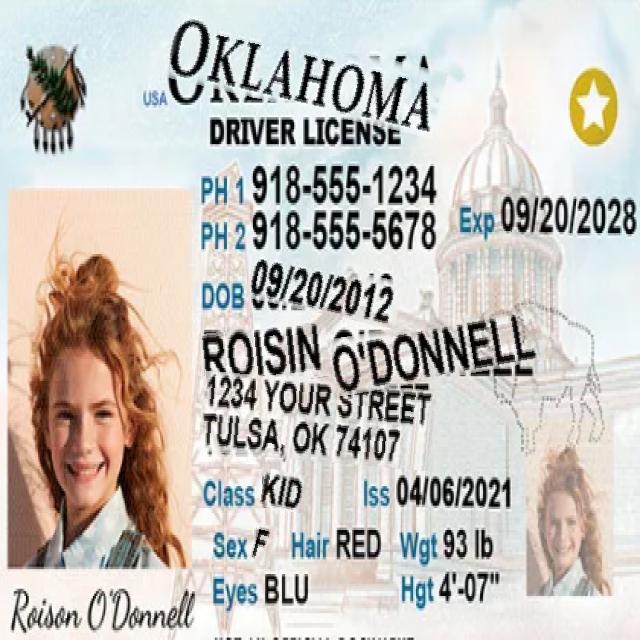 OKLAHOMA
USA
DRIVER LICENSE
PH 1 918-555-1234
PH 2 918-555-5678
Exp 09/20/2028
DOB 09/20/2012
ROISIN O'DONNELL
1234 YOUR STREET
TULSA, OK 74107
Class KID Iss 04/06/2021
Sex F Hair RED Wgt 93 lb
Eyes BLU Hgt 4'-07"
Roison O'Donnell